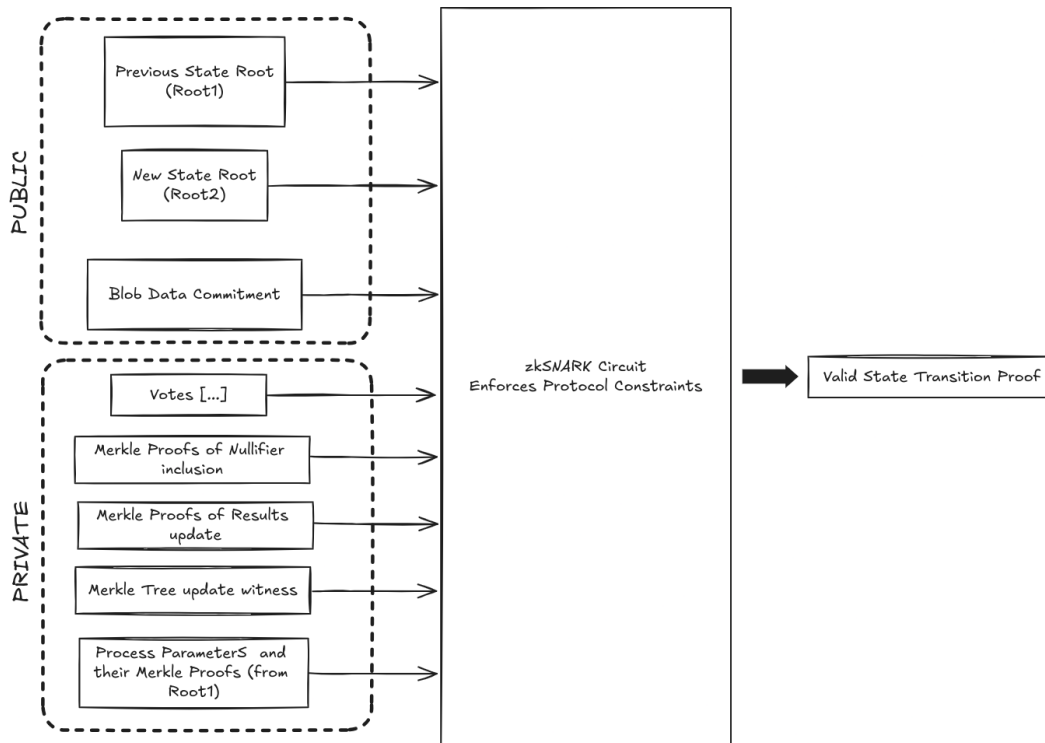 PUBLIC
Previous State Root
(Root1)
New State Root
(Root2)
Blob Data Commitment
PRIVATE
Votes [...]
Merkle Proofs of Nullifier
inclusion
Merkle Proofs of Results
update
Merkle Tree update witness
Process ParameterS and
their Merkle Proofs (from
Root1)
zkSNARK Circuit
Enforces Protocol Constraints
Valid State Transition Proof